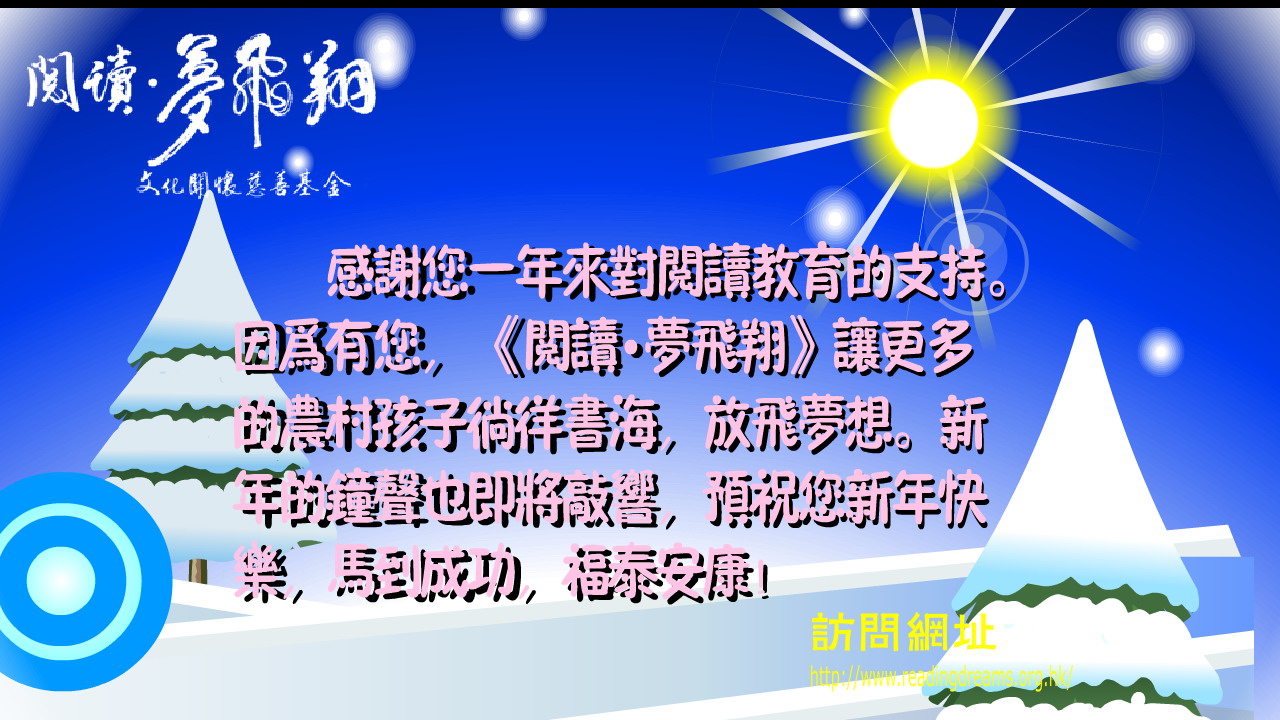 閱讀·夢飛翔
文化關懷慈善基金
感謝您一年來對閱讀教育的支持。
因爲有您，《閱讀·夢飛翔》讓更多
的農村孩子徜徉書海，放飛夢想。新
年的鐘聲也即將敲響，預祝您新年快
樂，馬到成功，福泰安康！
訪問網址
http://www.readingdreams.org.hk/